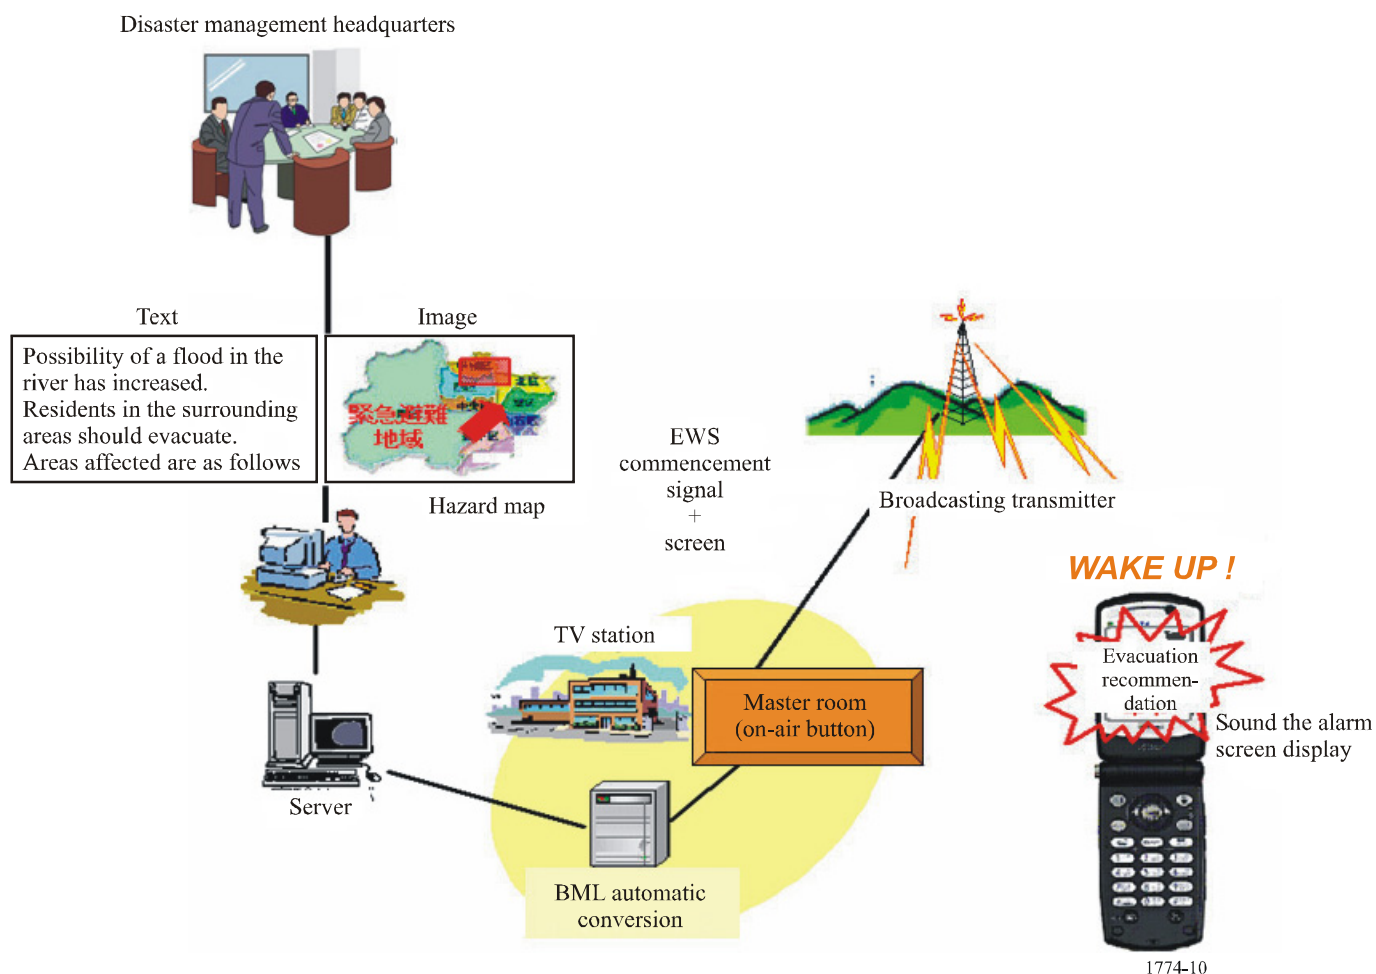 Disaster management headquarters
Text
Image
Possibility of a flood in the
river has increased.
Residents in the surrounding
areas should evacuate.
Areas affected are as follows
緊急避難
地域
Hazard map
EWS
commencement
signal
+
screen
Broadcasting transmitter
WAKE UP !
Evacuation
recommen-
dation
Sound the alarm
screen display
TV station
Master room
(on-air button)
Server
BML automatic
conversion
1774-10